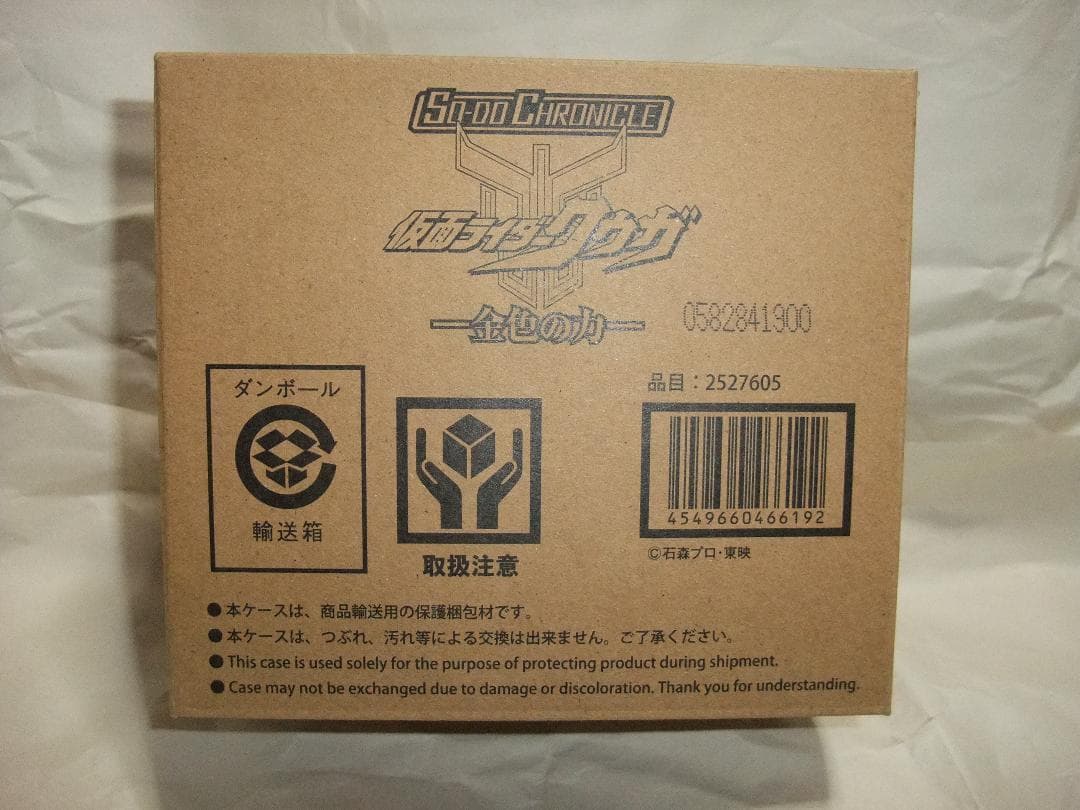 SO-DO CHRONICLE
仮面ライダークウガ
金色の力
0582841900
ダンボール
輸送箱
取扱注意
品目：2527605
4549660466192
©石森プロ・東映
●本ケースは、商品輸送用の保護梱包材です。
●本ケースは、つぶれ、汚れ等による交換は出来ません。ご了承ください。
●This case is used solely for the purpose of protecting product during shipment.
●Case may not be exchanged due to damage or discoloration. Thank you for understanding.